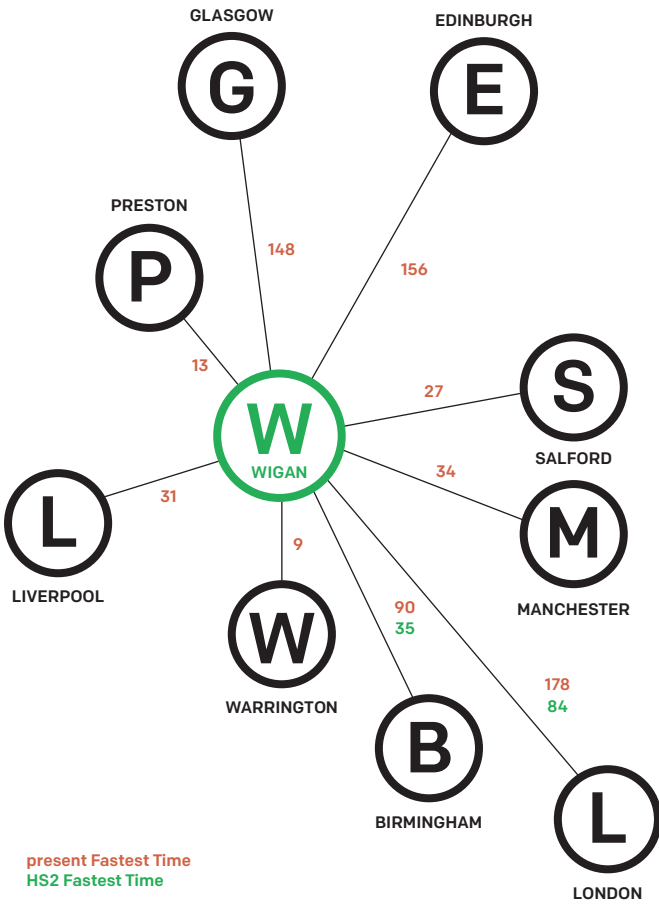 GLASGOW
G
EDINBURGH
E
PRESTON
P
148
156
13
27
S
SALFORD
W
WIGAN
34
M
MANCHESTER
31
L
LIVERPOOL
9
W
WARRINGTON
90
35
B
BIRMINGHAM
178
84
L
LONDON
present Fastest Time
HS2 Fastest Time